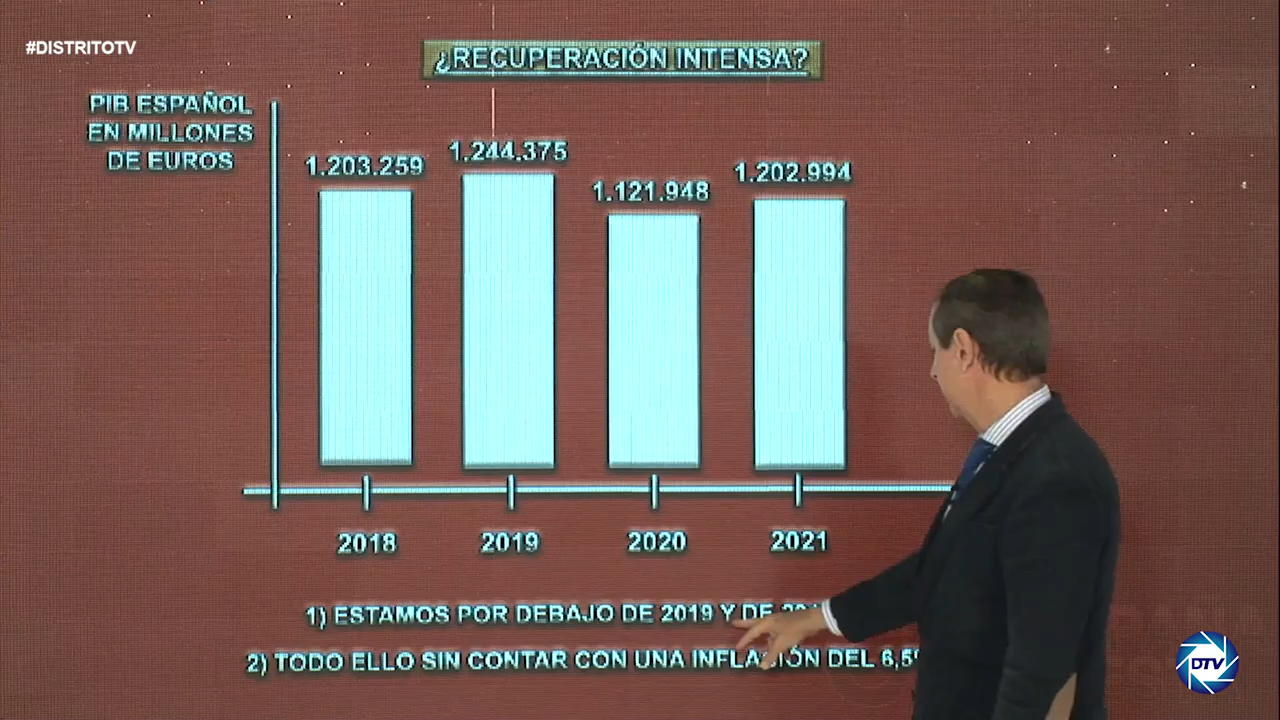 #DISTRITOTV
¿RECUPERACIÓN INTENSA?
PIB ESPAÑOL
EN MILLONES
DE EUROS
1.203.259
1.244.375
1.121.948
1.202.994
2018
2019
2020
2021
1) ESTAMOS POR DEBAJO DE 2019 Y DE
2) TODO ELLO SIN CONTAR CON UNA INFLACIÓN DEL 6,5
DTV